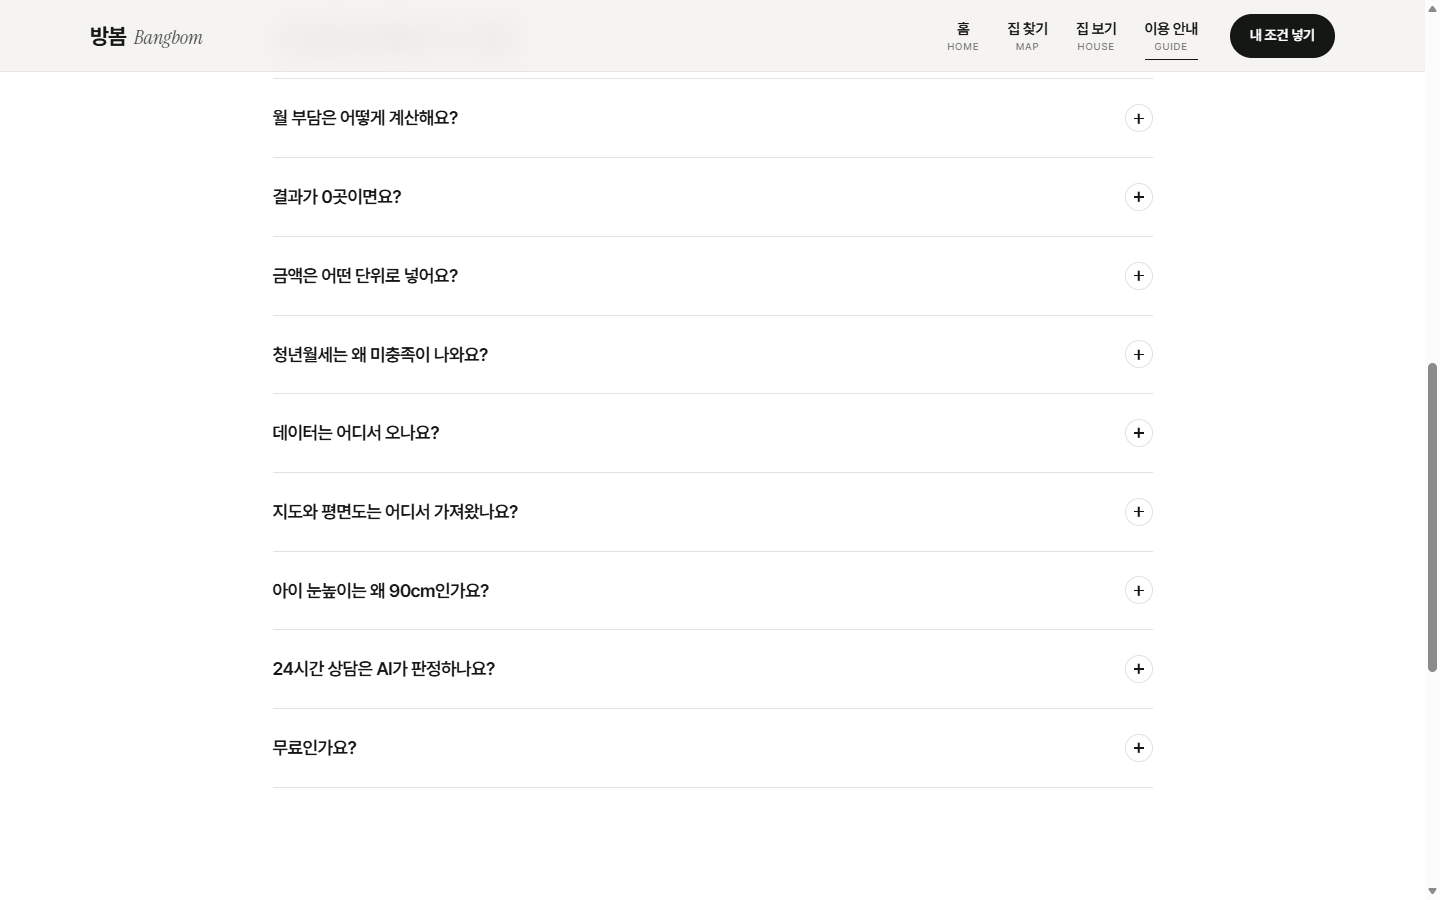 방봄 Bangbom
홈 집 찾기 집 보기 이용 안내
HOME MAP HOUSE GUIDE
내 조건 넣기
월 부담은 어떻게 계산해요?
결과가 0곳이면요?
금액은 어떤 단위로 넣어요?
청년월세는 왜 미충족이 나와요?
데이터는 어디서 오나요?
지도와 평면도는 어디서 가져왔나요?
아이 눈높이는 왜 90cm인가요?
24시간 상담은 AI가 판정하나요?
무료인가요?